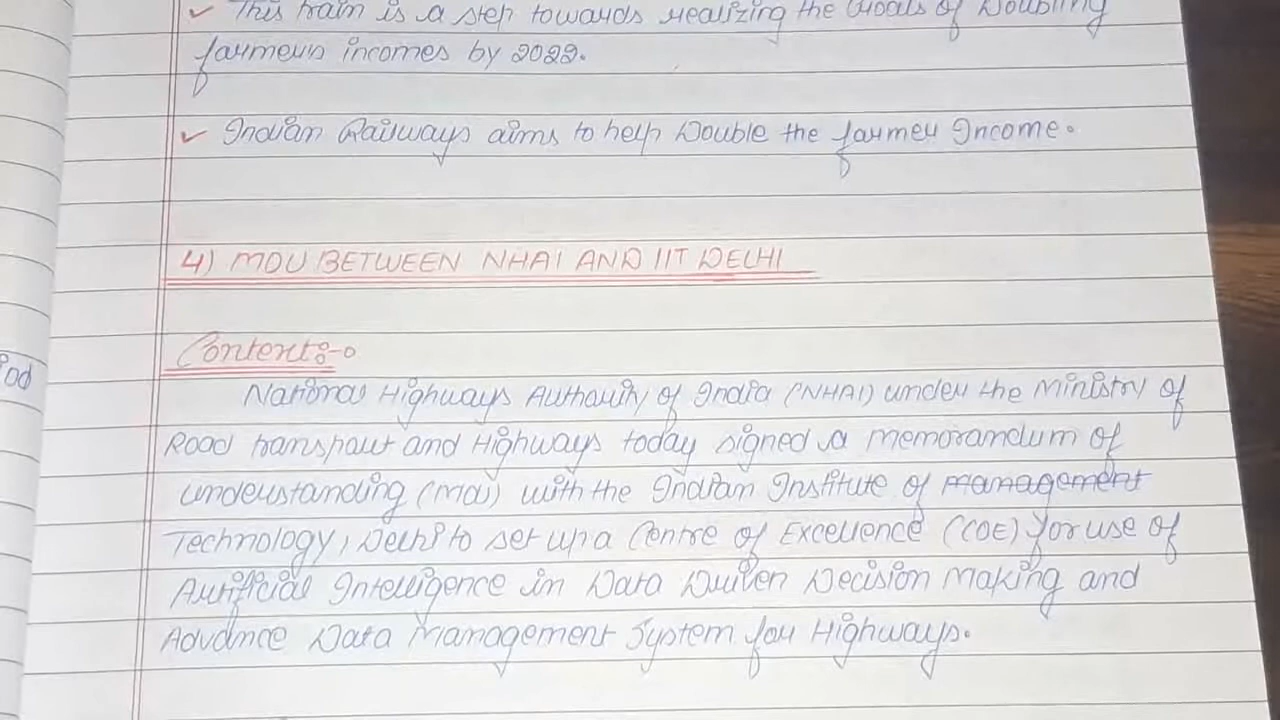 ✓ This train is a step towards realizing the Goals of Doubling
farmers incomes by 2022.
✓ Indian Railways aims to help Double the farmer Income.
4) MOU BETWEEN NHAI AND IIT DELHI
Context:-
National Highways Authority of India (NHAI) under the Ministry of
Road transport and Highways today signed a memorandum of
understanding (MOU) with the Indian Institute of management
Technology, Delhi to set up a Centre of Excellence (COE) for use of
Artificial Intelligence in Data Driven Decision Making and
Advance Data Management System for Highways.